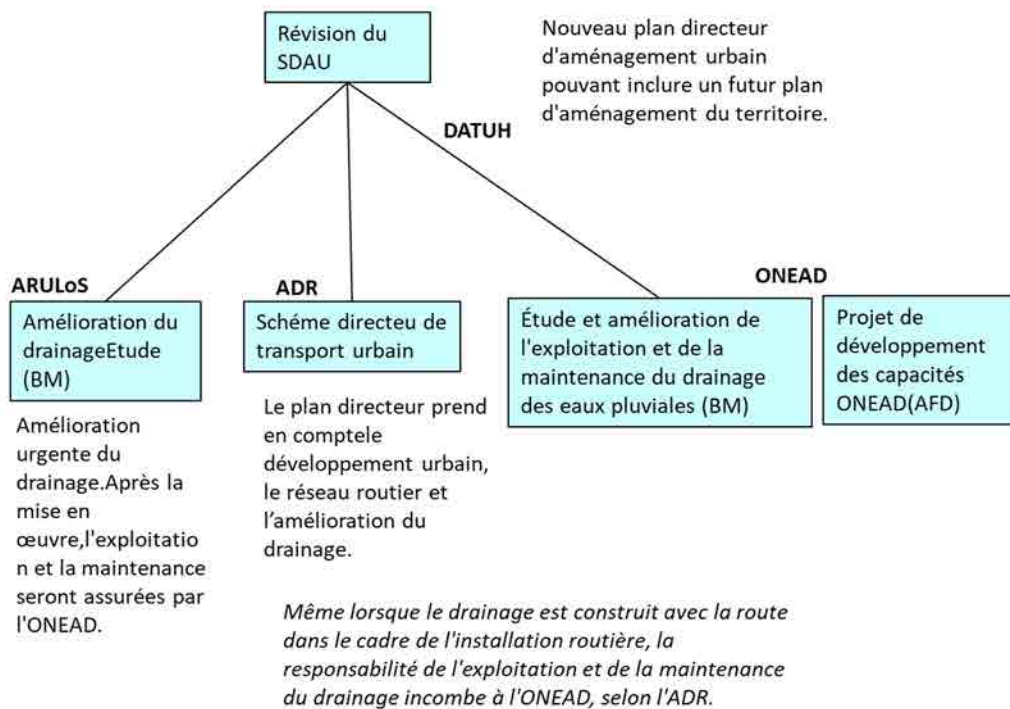 Révision du
SDAU
Nouveau plan directeur
d'aménagement urbain
pouvant inclure un futur plan
d'aménagement du territoire.
DATUH
ARULoS
Amélioration du
drainageEtude
(BM)
Amélioration
urgente du
drainage.Après la
mise en
œuvre,l'exploitatio
n et la maintenance
seront assurées par
l'ONEAD.
ADR
Schéme directeu de
transport urbain
Le plan directeur prend
en comptele
développement urbain,
le réseau routier et
l’amélioration du
drainage.
ONEAD
Étude et amélioration de
l'exploitation et de la
maintenance du drainage
des eaux pluviales (BM)
Projet de
développement
des capacités
ONEAD(AFD)
Même lorsque le drainage est construit avec la route
dans le cadre de l'installation routière, la
responsabilité de l'exploitation et de la maintenance
du drainage incombe à l'ONEAD, selon l'ADR.